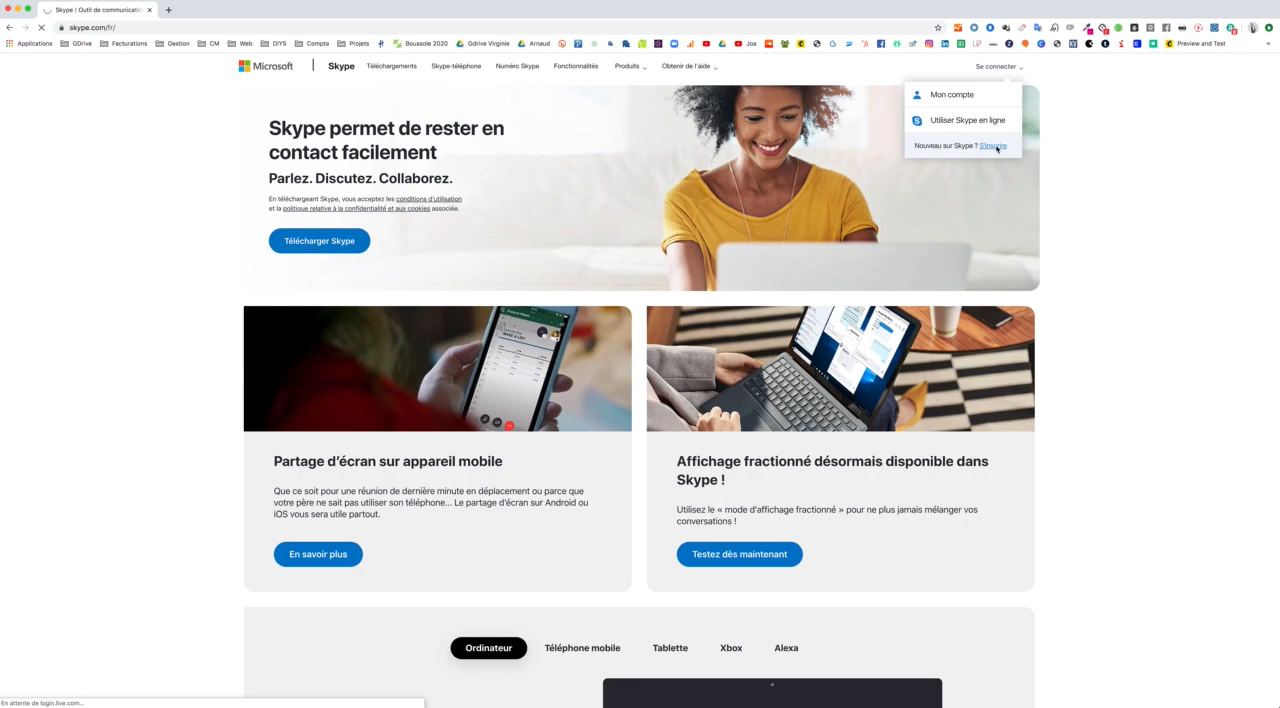 Skype | Outil de communicatio
skype.com/fr/
Applications GDrive Facturations Gestion CM Web DIYS Compta Projets Boussole 2020 Gdrive Virginie Arnaud Joa Preview and Test
Microsoft Skype Téléchargements Skype-téléphone Numéro Skype Fonctionnalités Produits Obtenir de l'aide Se connecter
Mon compte
Utiliser Skype en ligne
Nouveau sur Skype ? S'inscrire
Skype permet de rester en
contact facilement
Parlez. Discutez. Collaborez.
En téléchargeant Skype, vous acceptez les conditions d'utilisation
et la politique relative à la confidentialité et aux cookies associée.
Télécharger Skype
Partage d'écran sur appareil mobile
Que ce soit pour une réunion de dernière minute en déplacement ou parce que
votre père ne sait pas utiliser son téléphone... Le partage d'écran sur Android ou
iOS vous sera utile partout.
En savoir plus
Affichage fractionné désormais disponible dans
Skype !
Utilisez le « mode d'affichage fractionné » pour ne plus jamais mélanger vos
conversations !
Testez dès maintenant
Ordinateur Téléphone mobile Tablette Xbox Alexa
En attente de login.live.com...